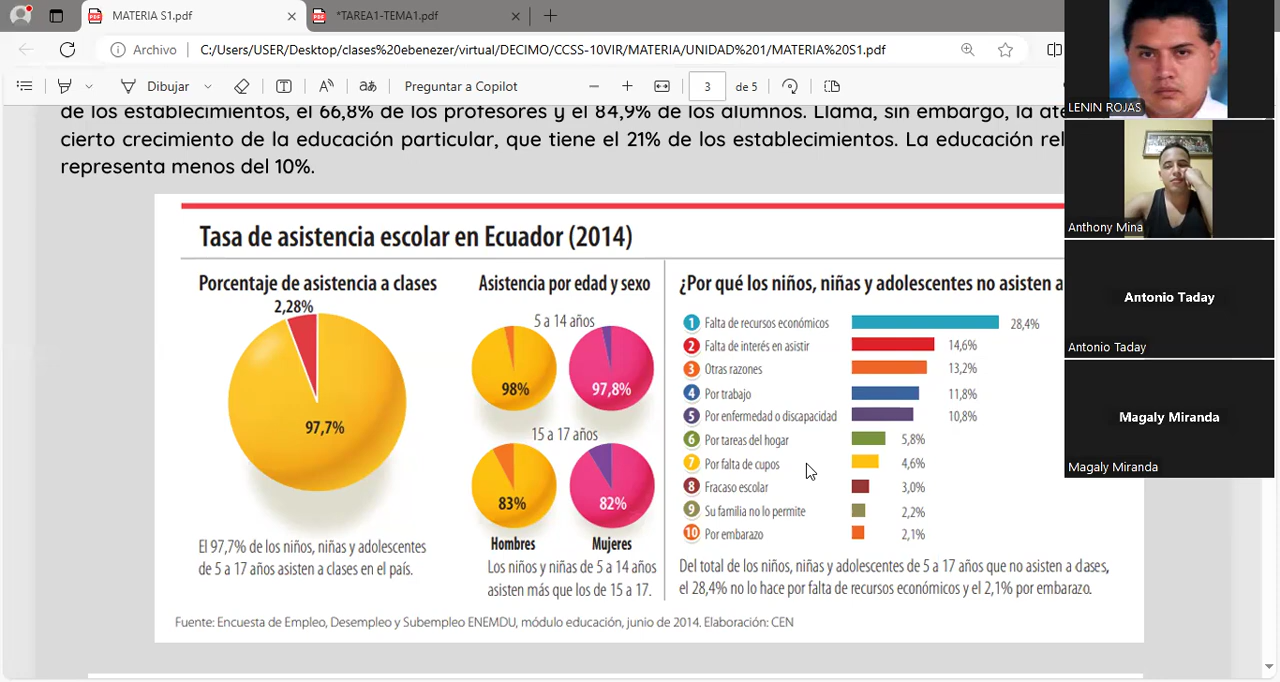 MATERIA S1.pdf
*TAREA1-TEMA1.pdf
Archivo
C:/Users/USER/Desktop/clases%20ebenezer/virtual/DECIMO/CCSS-10VIR/MATERIA/UNIDAD%201/MATERIA%20S1.pdf
Dibujar
Preguntar a Copilot
3
de 5
de los establecimientos, el 66,8% de los profesores y el 84,9% de los alumnos. Llama, sin embargo, la
cierto crecimiento de la educación particular, que tiene el 21% de los establecimientos. La educación
representa menos del 10%.
Tasa de asistencia escolar en Ecuador (2014)
Porcentaje de asistencia a clases
2,28%
97,7%
El 97,7% de los niños, niñas y adolescentes
de 5 a 17 años asisten a clases en el país.
Asistencia por edad y sexo
5 a 14 años
98%
97,8%
15 a 17 años
83%
82%
Hombres
Mujeres
Los niños y niñas de 5 a 14 años
asisten más que los de 15 a 17.
¿Por qué los niños, niñas y adolescentes no asisten a
1 Falta de recursos económicos 28,4%
2 Falta de interés en asistir 14,6%
3 Otras razones 13,2%
4 Por trabajo 11,8%
5 Por enfermedad o discapacidad 10,8%
6 Por tareas del hogar 5,8%
7 Por falta de cupos 4,6%
8 Fracaso escolar 3,0%
9 Su familia no lo permite 2,2%
10 Por embarazo 2,1%
Del total de los niños, niñas y adolescentes de 5 a 17 años que no asisten a clases,
el 28,4% no lo hace por falta de recursos económicos y el 2,1% por embarazo.
Fuente: Encuesta de Empleo, Desempleo y Subempleo ENEMDU, módulo educación, junio de 2014. Elaboración: CEN
LENIN ROJAS
Anthony Mina
Antonio Taday
Antonio Taday
Magaly Miranda
Magaly Miranda